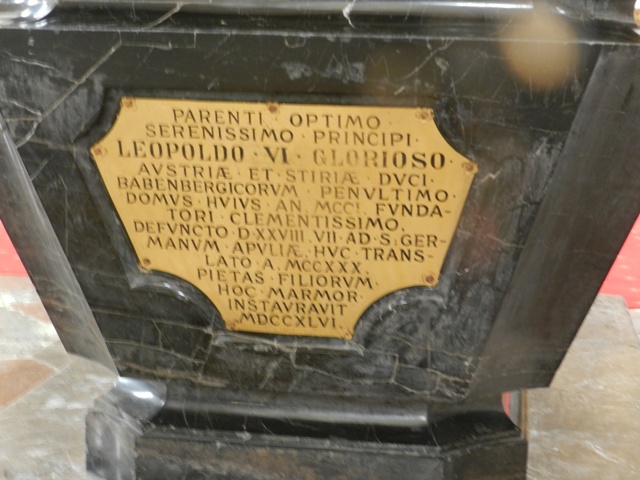 PARENTI · OPTIMO
SERENISSIMO · PRINCIPI ·
LEOPOLDO · VI · GLORIOSO ·
AVSTRIÆ · ET · STIRIÆ · DVCI ·
BABENBERGICORVM · PENVLTIMO ·
DOMVS · HVIVS · AN · MCCI · FVNDA-
TORI · CLEMENTISSIMO ·
DEFVNCTO · D · XXVIII · VII · AD · S · GER-
MANVM · APVLIÆ · HVC · TRANS-
LATO · A · MCCXXX ·
PIETAS · FILIORVM ·
HOC · MARMOR ·
INSTAVRAVIT
MDCCXLVI ·